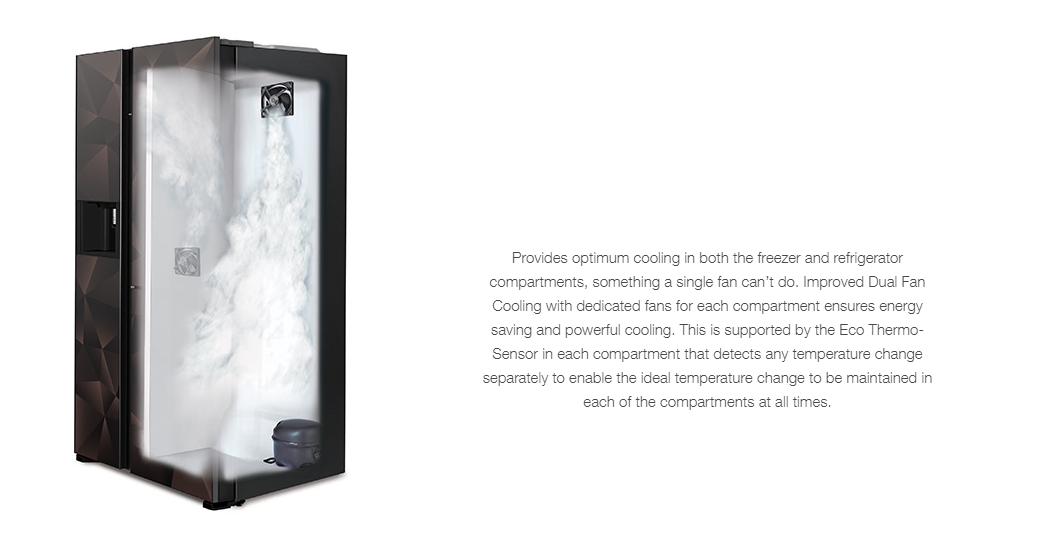 Provides optimum cooling in both the freezer and refrigerator
compartments, something a single fan can’t do. Improved Dual Fan
Cooling with dedicated fans for each compartment ensures energy
saving and powerful cooling. This is supported by the Eco Thermo-
Sensor in each compartment that detects any temperature change
separately to enable the ideal temperature change to be maintained in
each of the compartments at all times.